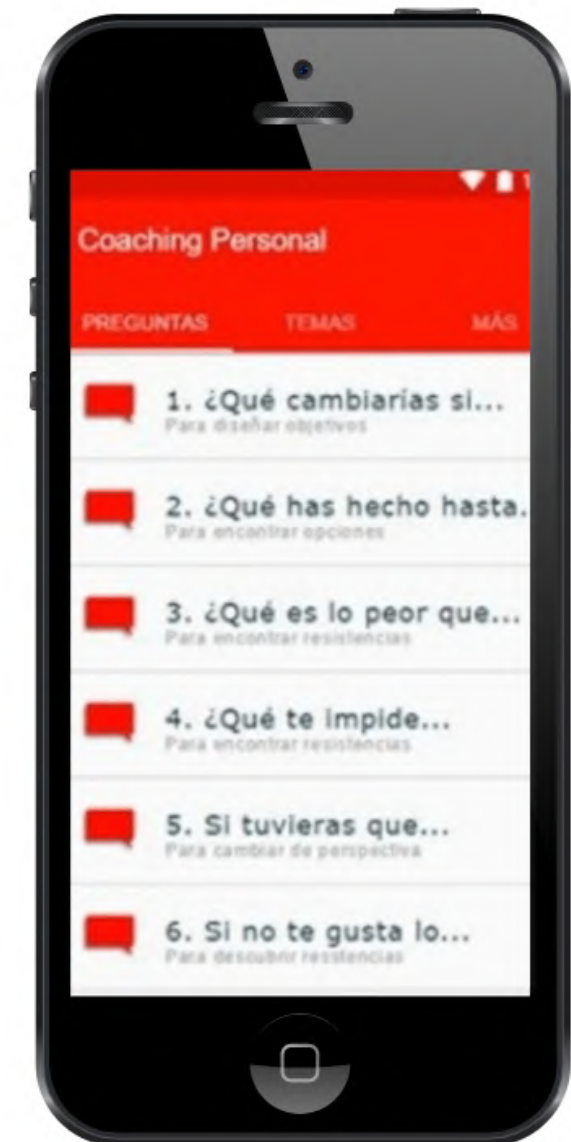 Coaching Personal
PREGUNTAS TEMAS MÁS
1. ¿Qué cambiarías si...
Para diseñar objetivos
2. ¿Qué has hecho hasta.
Para encontrar opciones
3. ¿Qué es lo peor que...
Para encontrar resistencias
4. ¿Qué te impide...
Para encontrar resistencias
5. Si tuvieras que...
Para cambiar de perspectiva
6. Si no te gusta lo...
Para descubrir resistencias